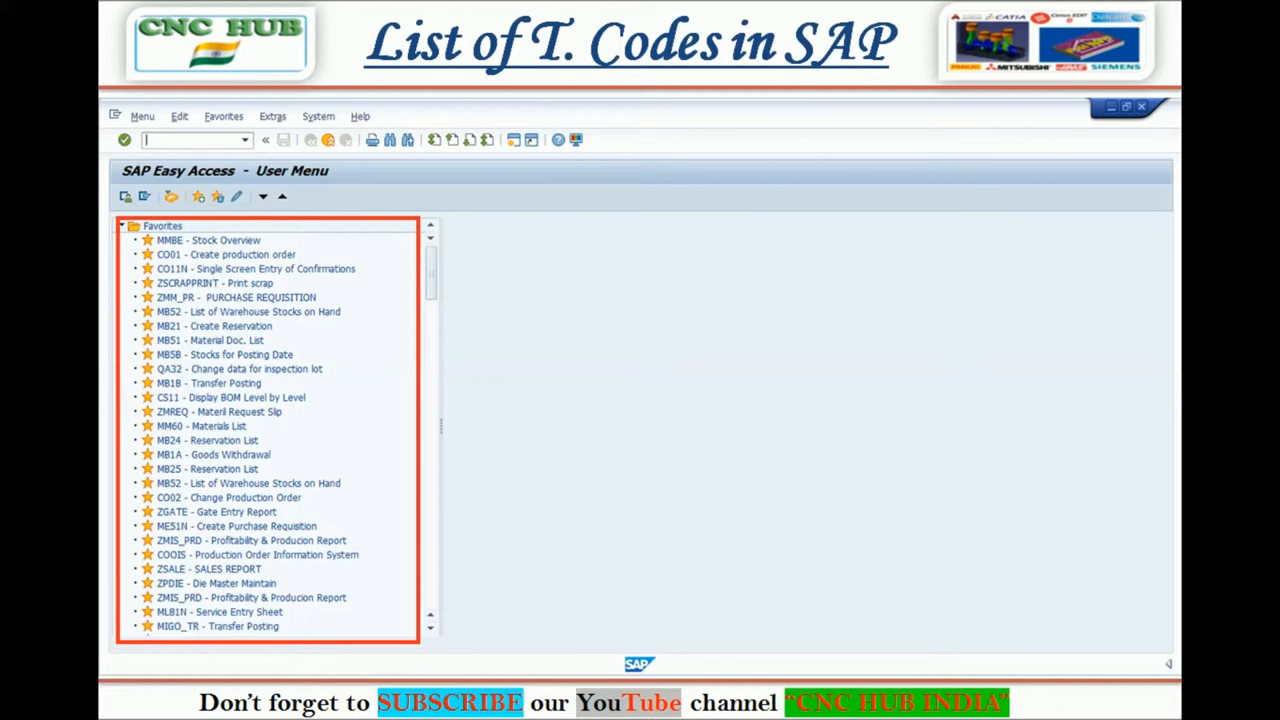 CNC HUB
List of T. Codes in SAP
CATIA
Cimco EDIT
Delcam
FANUC
MITSUBISHI
SIEMENS
Menu Edit Favorites Extras System Help
SAP Easy Access - User Menu
Favorites
MMBE - Stock Overview
CO01 - Create production order
CO11N - Single Screen Entry of Confirmations
ZSCRAPPRINT - Print scrap
ZMM_PR - PURCHASE REQUISITION
MB52 - List of Warehouse Stocks on Hand
MB21 - Create Reservation
MB51 - Material Doc. List
MB5B - Stocks for Posting Date
QA32 - Change data for inspection lot
MB1B - Transfer Posting
CS11 - Display BOM Level by Level
ZMREQ - Materil Request Slip
MM60 - Materials List
MB24 - Reservation List
MB1A - Goods Withdrawal
MB25 - Reservation List
MB52 - List of Warehouse Stocks on Hand
CO02 - Change Production Order
ZGATE - Gate Entry Report
ME51N - Create Purchase Requisition
ZMIS_PRD - Profitability & Producion Report
COOIS - Production Order Information System
ZSALE - SALES REPORT
ZPDIE - Die Master Maintain
ZMIS_PRD - Profitability & Producion Report
ML81N - Service Entry Sheet
MIGO_TR - Transfer Posting
SAP
Don't forget to SUBSCRIBE our YouTube channel "CNC HUB INDIA"